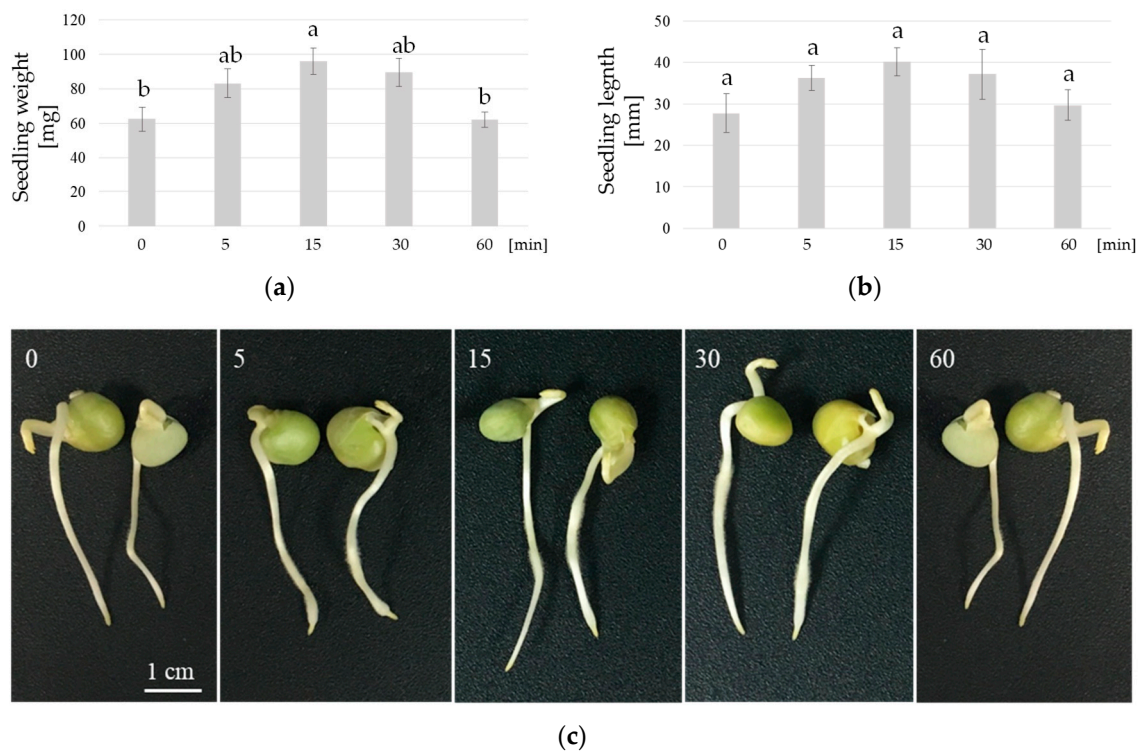 Seedling weight
[mg]
120
100
80
60
40
20
0
b
ab
a
ab
b
0 5 15 30 60 [min]
(a)
Seedling legnth
[mm]
50
40
30
20
10
0
a
a
a
a
a
0 5 15 30 60 [min]
(b)
0
5
15
30
60
1 cm
(c)